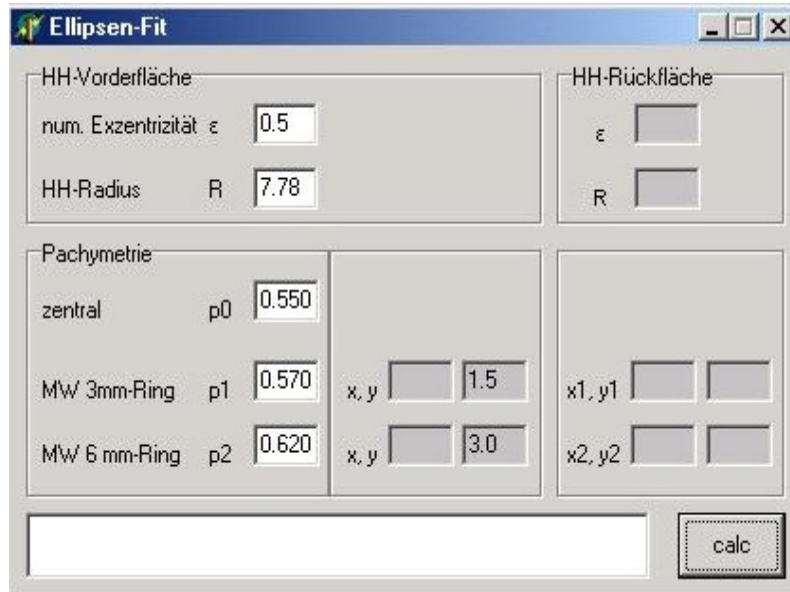 Ellipsen-Fit
HH-Vorderfläche
num. Exzentrizität ε 0.5
HH-Radius R 7.78
HH-Rückfläche
ε
R
Pachymetrie
zentral p0 0.550
MW 3mm-Ring p1 0.570 x, y 1.5 x1, y1
MW 6 mm-Ring p2 0.620 x, y 3.0 x2, y2
calc